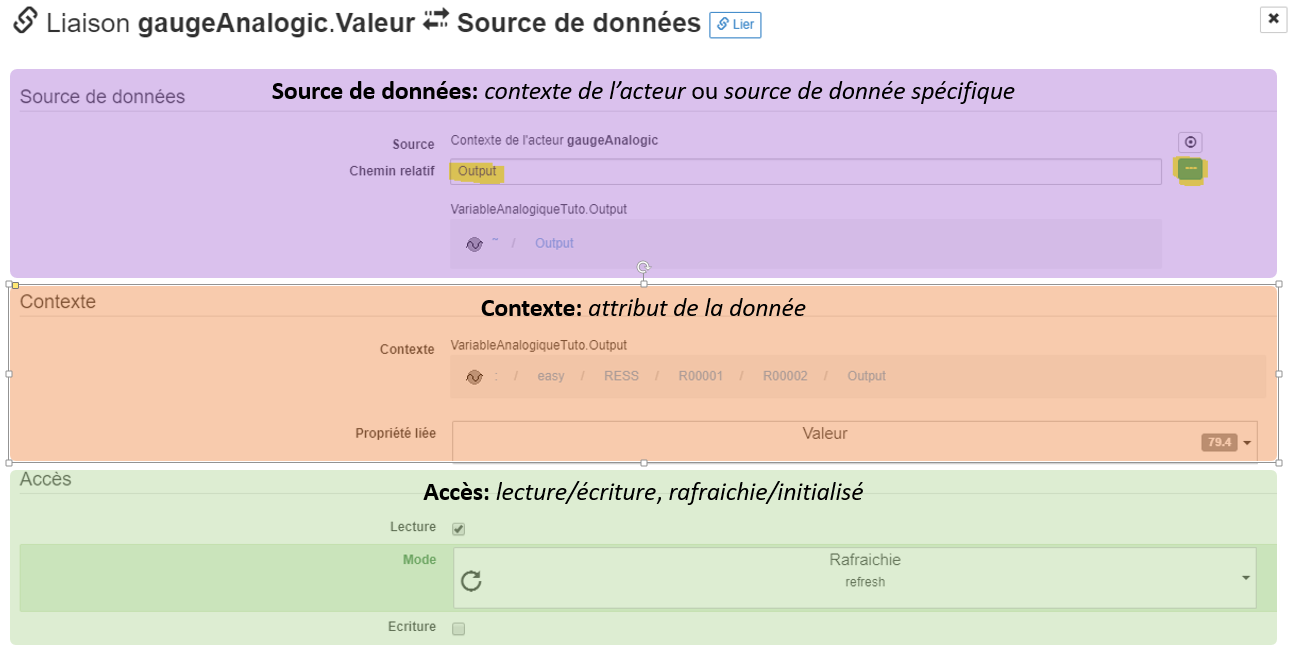 Liaison gaugeAnalogic.Valeur Source de données Lier
Source de données
Source de données: contexte de l’acteur ou source de donnée spécifique
Source Contexte de l'acteur gaugeAnalogic
Chemin relatif Output
VariableAnalogiqueTuto.Output
/ Output
Contexte
Contexte: attribut de la donnée
Contexte VariableAnalogiqueTuto.Output
: / easy / RESS / R00001 / R00002 / Output
Propriété liée Valeur 79.4
Accès
Accès: lecture/écriture, rafraichie/initialisé
Lecture
Mode Rafraichie
refresh
Ecriture